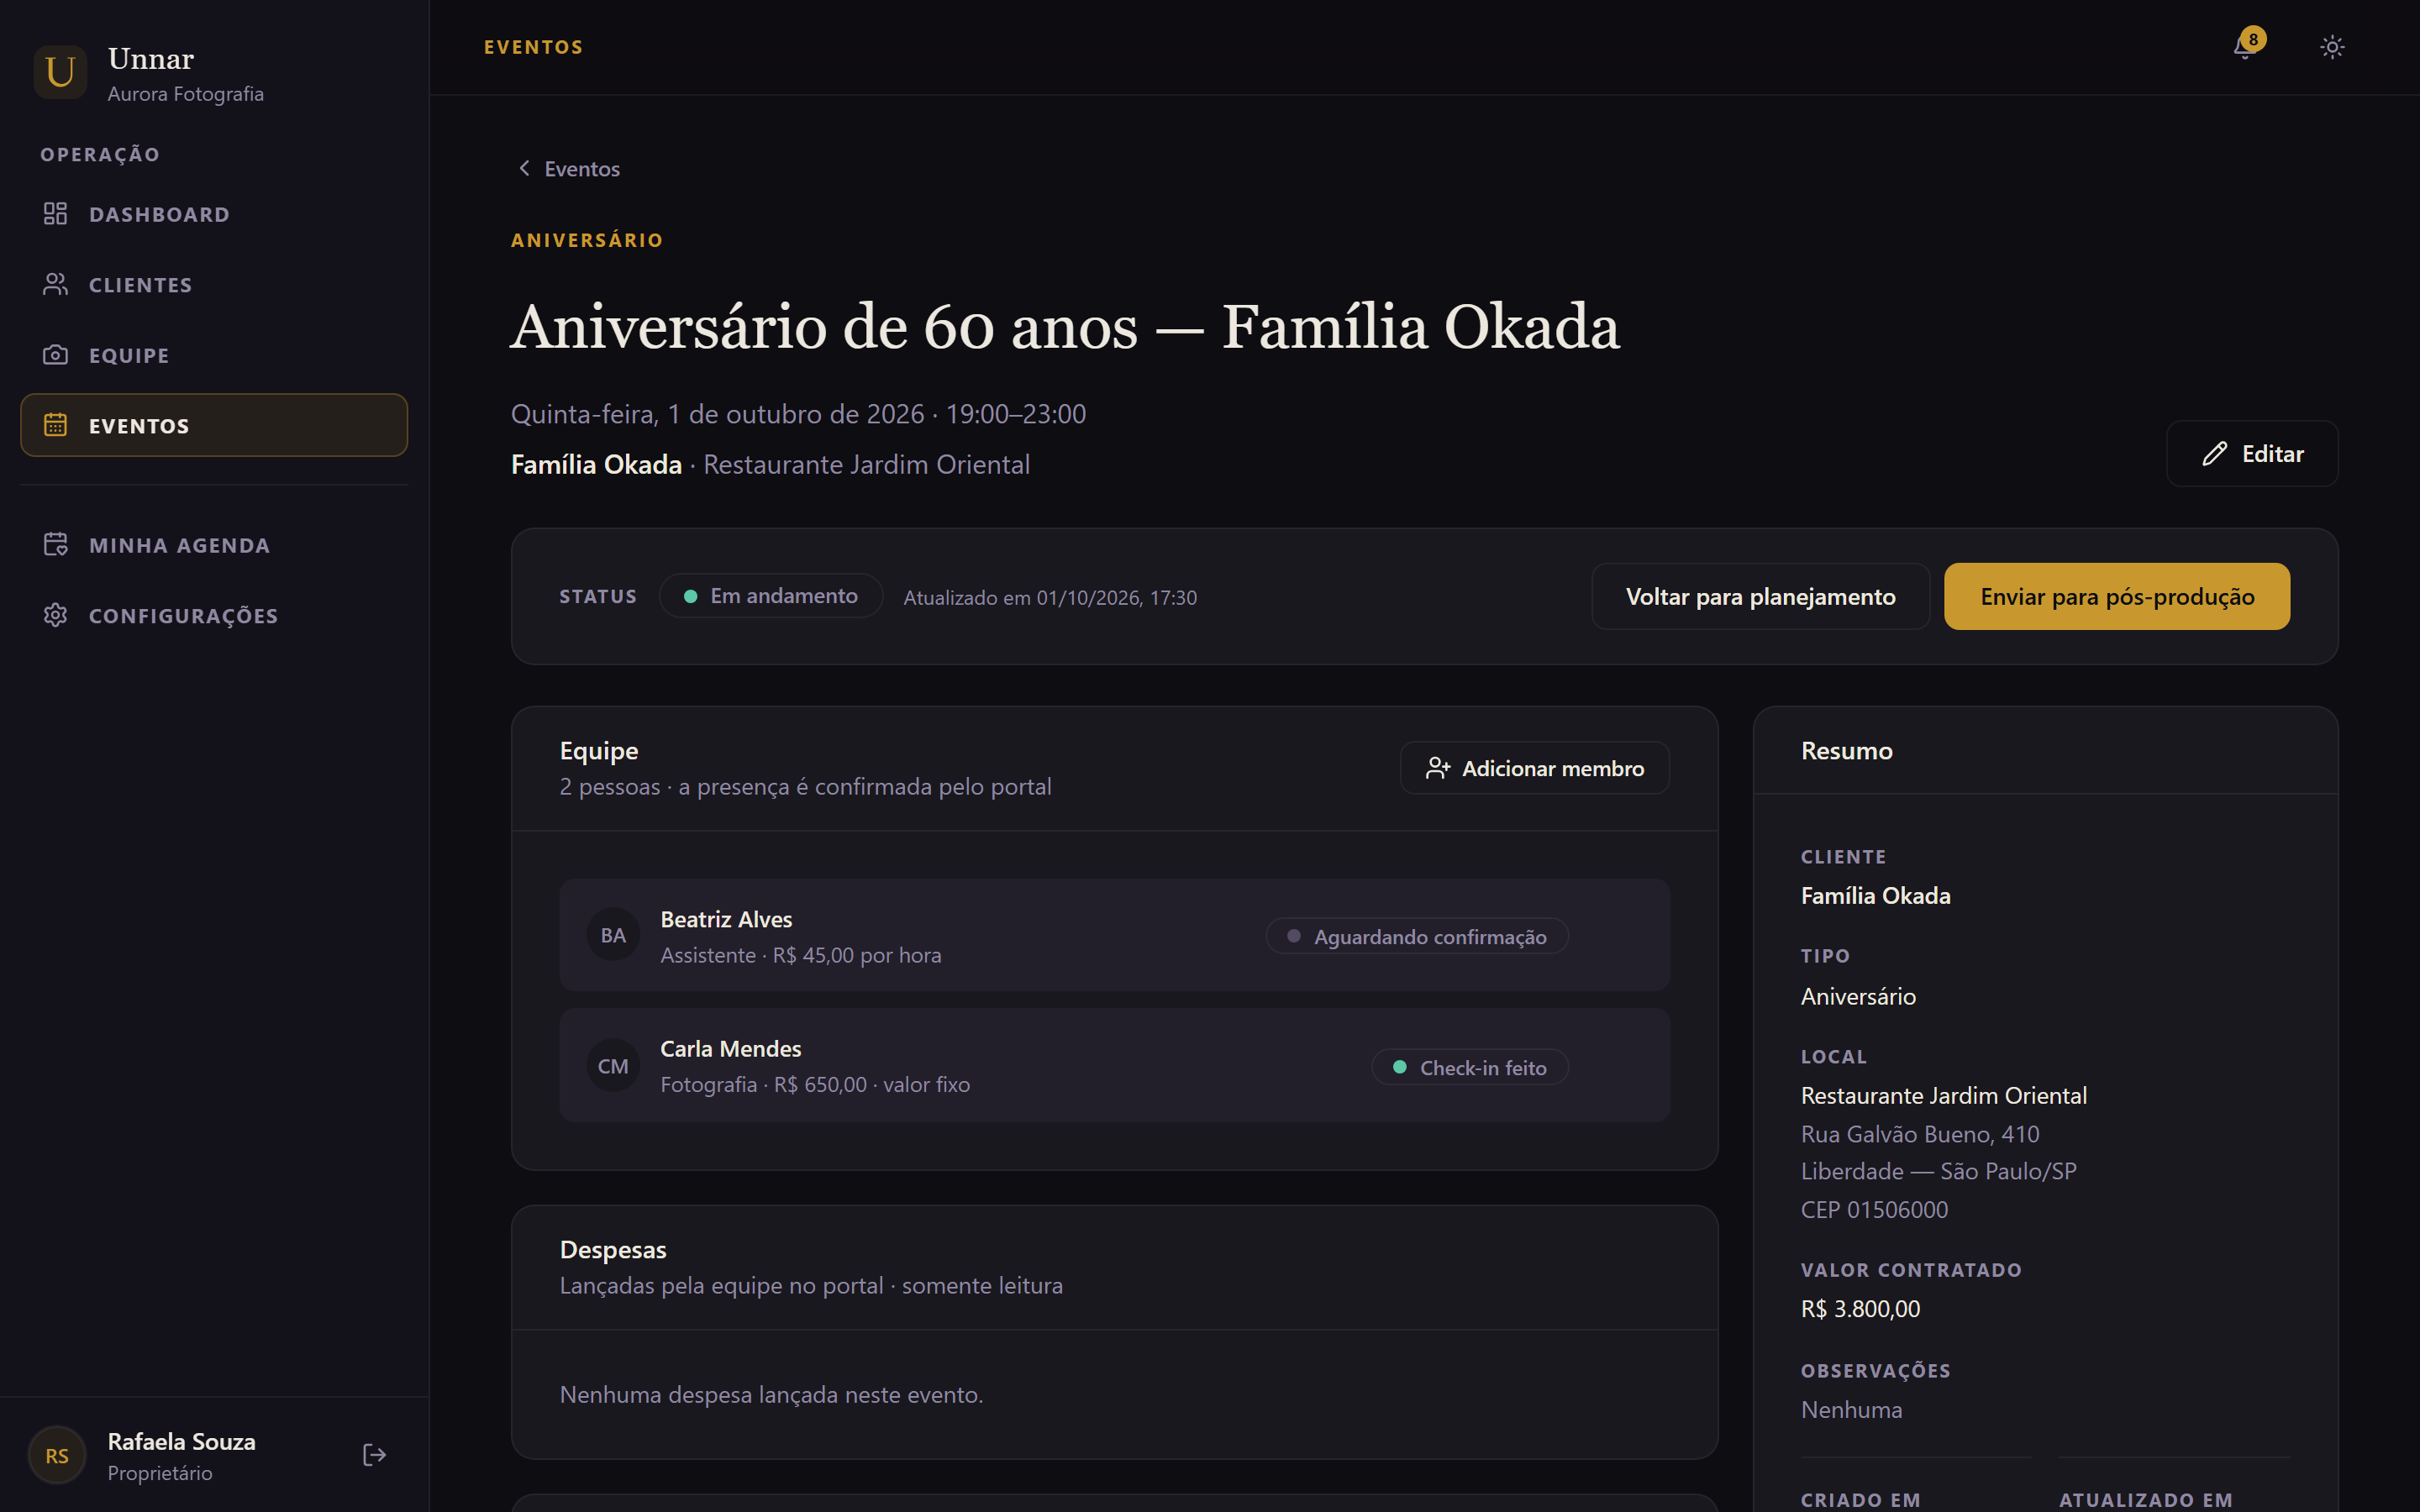 U
Unnar
Aurora Fotografia
OPERAÇÃO
DASHBOARD
CLIENTES
EQUIPE
EVENTOS
MINHA AGENDA
CONFIGURAÇÕES
RS
Rafaela Souza
Proprietário
EVENTOS
8
Eventos
ANIVERSÁRIO
Aniversário de 60 anos — Família Okada
Quinta-feira, 1 de outubro de 2026 · 19:00–23:00
Família Okada · Restaurante Jardim Oriental
Editar
STATUS
Em andamento
Atualizado em 01/10/2026, 17:30
Voltar para planejamento
Enviar para pós-produção
Equipe
2 pessoas · a presença é confirmada pelo portal
Adicionar membro
BA
Beatriz Alves
Assistente · R$ 45,00 por hora
Aguardando confirmação
CM
Carla Mendes
Fotografia · R$ 650,00 · valor fixo
Check-in feito
Despesas
Lançadas pela equipe no portal · somente leitura
Nenhuma despesa lançada neste evento.
Resumo
CLIENTE
Família Okada
TIPO
Aniversário
LOCAL
Restaurante Jardim Oriental
Rua Galvão Bueno, 410
Liberdade — São Paulo/SP
CEP 01506000
VALOR CONTRATADO
R$ 3.800,00
OBSERVAÇÕES
Nenhuma
CRIADO EM
ATUALIZADO EM